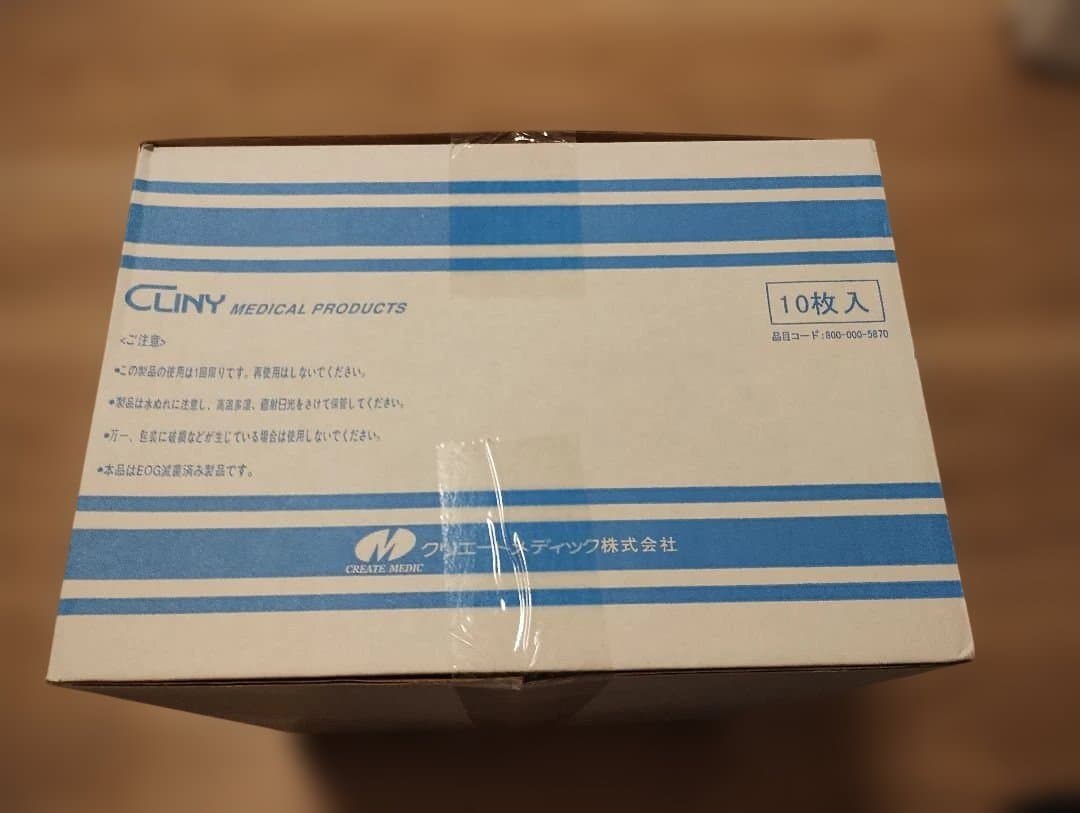 CLINY MEDICAL PRODUCTS
10枚入
品目コード:800-000-5870
<ご注意>
•この製品の使用は1回限りです。再使用はしないでください。
•製品は水ぬれに注意し、高温多湿、直射日光をさけて保管してください。
•万一、包装に破損などが生じている場合は使用しないでください。
•本品はEOG滅菌済み製品です。
クリエートメディック株式会社
CREATE MEDIC